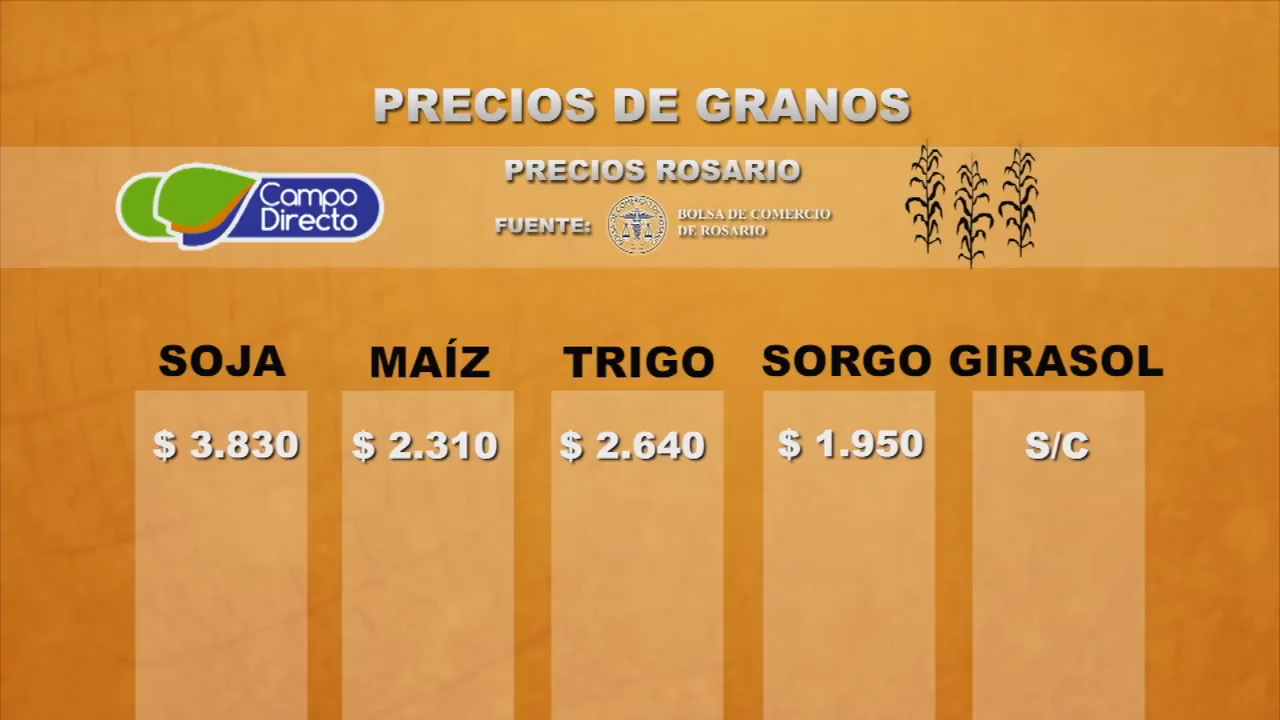 PRECIOS DE GRANOS
Campo
Directo
PRECIOS ROSARIO
FUENTE:
BOLSA DE COMERCIO
DE ROSARIO
SOJA MAÍZ TRIGO SORGO GIRASOL
$ 3.830 $ 2.310 $ 2.640 $ 1.950 S/C